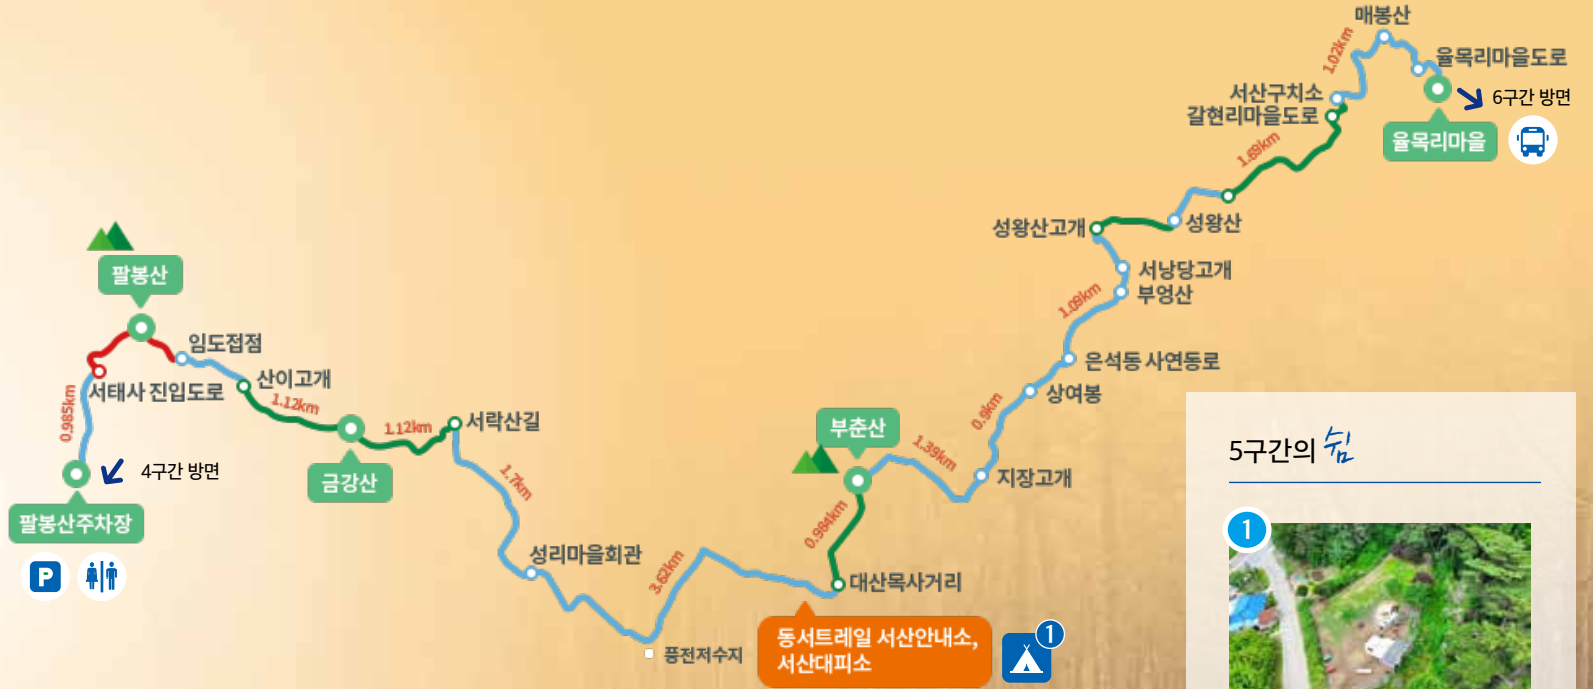 매봉산
율목리마을도로
1.02km
서산구치소
갈현리마을도로
6구간 방면
율목리마을
1.69km
성왕산고개
성왕산
서낭당고개
부엉산
1.09km
은석동 사연동로
상여봉
0.9km
팔봉산
임도접점
산이고개
서태사 진입도로
1.12km
0.985km
1.12km
서락산길
부춘산
1.39km
지장고개
4구간 방면
금강산
팔봉산주차장
P
1.7km
0.984km
성리마을회관
3.62km
대산목사거리
풍전저수지
동서트레일 서산안내소,
서산대피소
1
5구간의 쉼
1